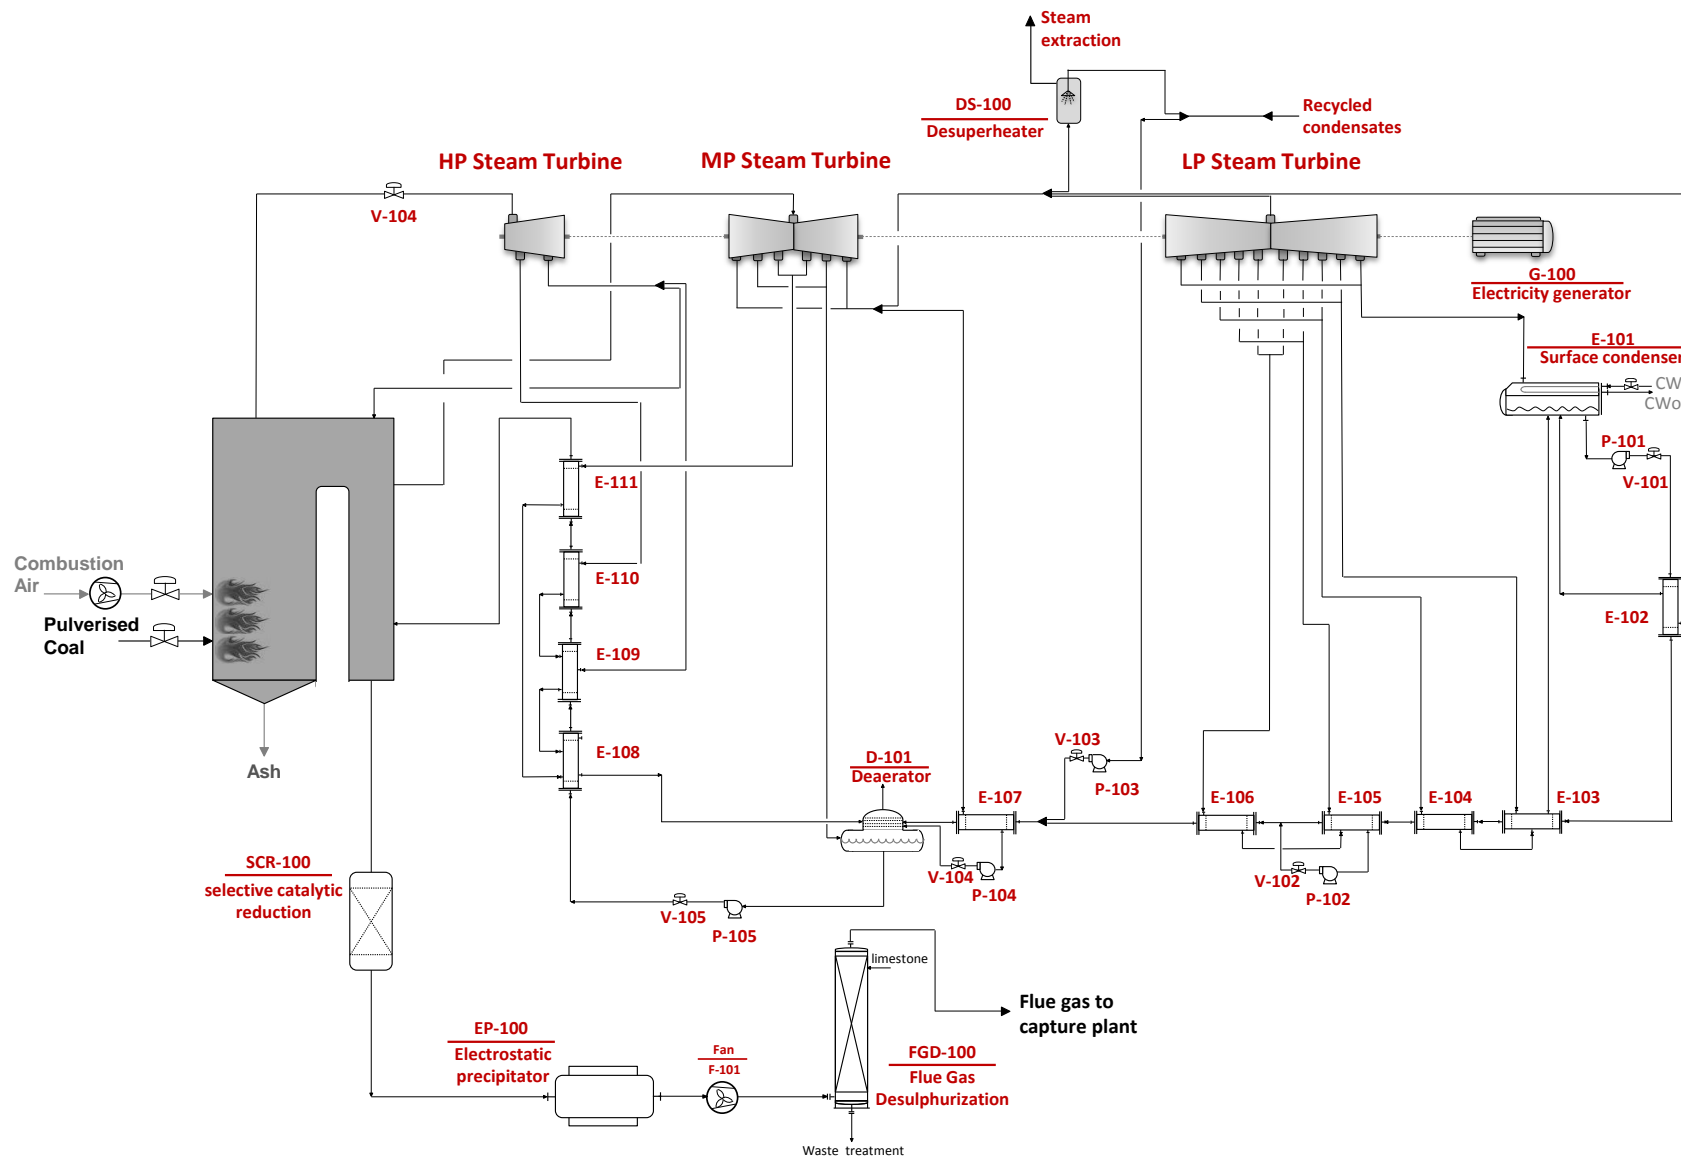 Steam
extraction
DS-100
Desuperheater
Recycled
condensates
HP Steam Turbine
MP Steam Turbine
LP Steam Turbine
V-104
G-100
Electricity generator
E-101
Surface condenser
CW
CWo
P-101
V-101
E-111
E-110
E-102
E-109
E-108
Combustion
Air
Pulverised
Coal
Ash
V-103
P-103
D-101
Deaerator
E-107
E-106
E-105
E-104
E-103
V-104
P-104
V-102
P-102
SCR-100
selective catalytic
reduction
V-105
P-105
limestone
Flue gas to
capture plant
EP-100
Electrostatic
precipitator
Fan
F-101
FGD-100
Flue Gas
Desulphurization
Waste treatment